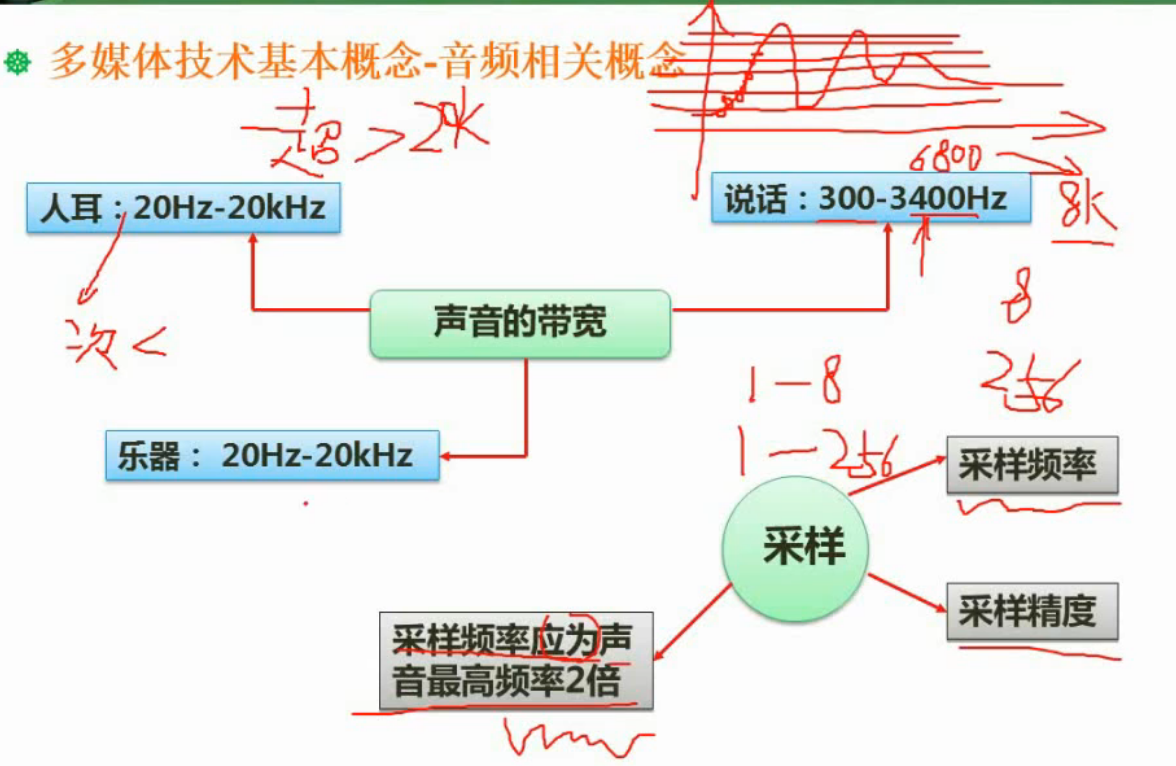 多媒体技术基本概念-音频相关概念
超 > 20k
6800
人耳：20Hz-20kHz
说话：300-3400Hz
8k
次 <
声音的带宽
8
256
1-8
1-256
乐器： 20Hz-20kHz
采样频率
采样
采样精度
采样频率应为声
音最高频率2倍